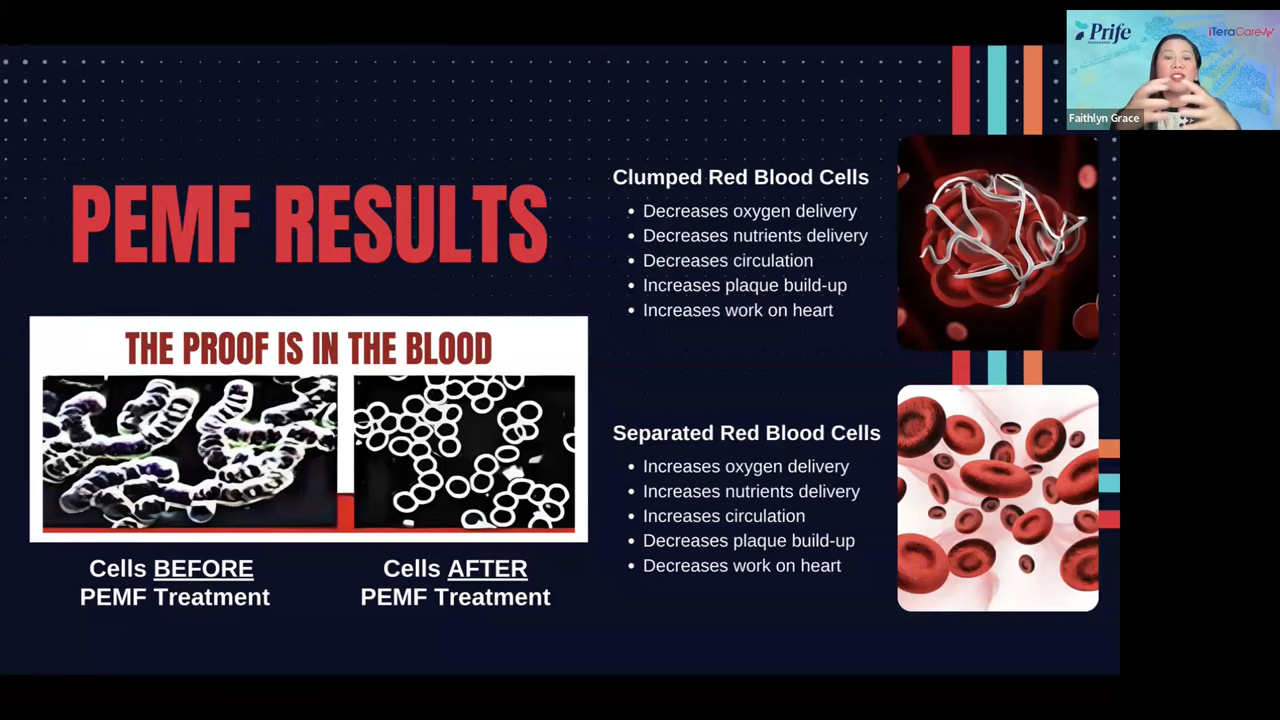 Prife
iTeraCare
Faithlyn Grace
PEMF RESULTS
THE PROOF IS IN THE BLOOD
Cells BEFORE
PEMF Treatment
Cells AFTER
PEMF Treatment
Clumped Red Blood Cells
• Decreases oxygen delivery
• Decreases nutrients delivery
• Decreases circulation
• Increases plaque build-up
• Increases work on heart
Separated Red Blood Cells
• Increases oxygen delivery
• Increases nutrients delivery
• Increases circulation
• Decreases plaque build-up
• Decreases work on heart